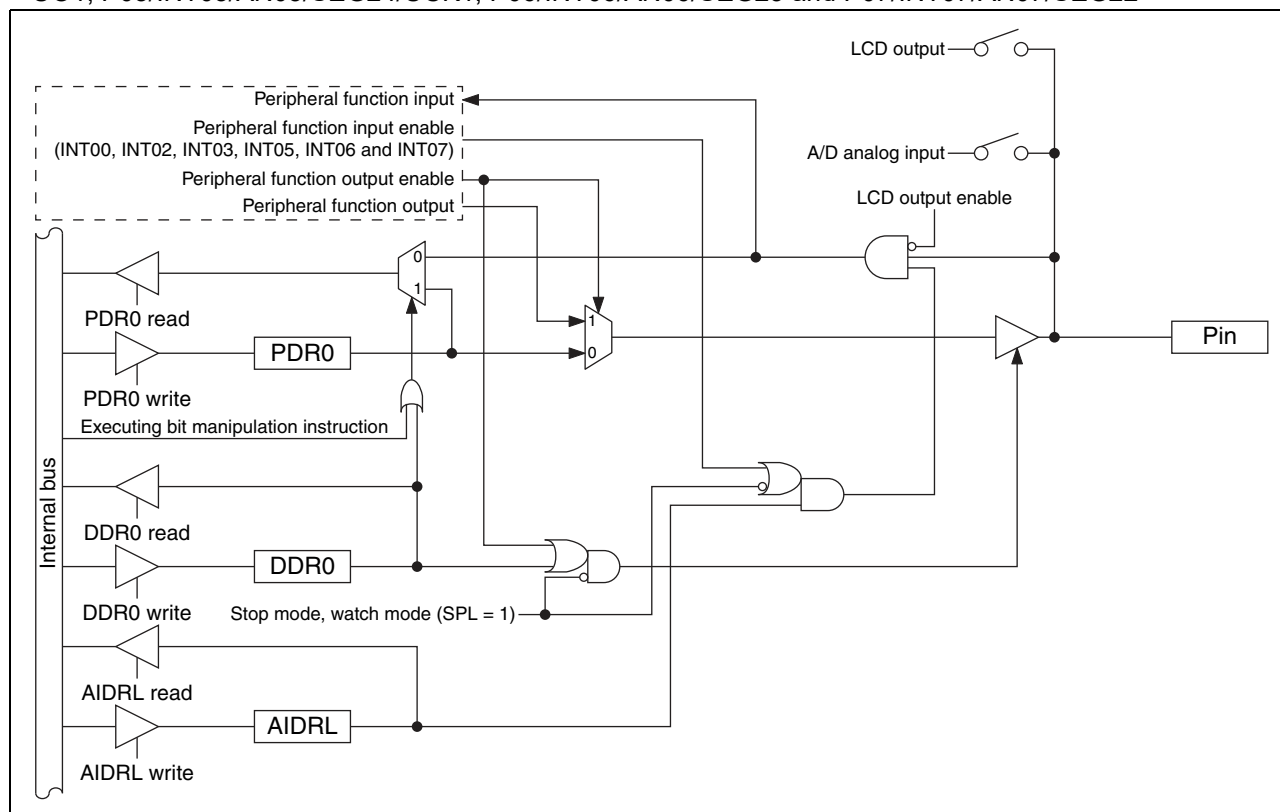 LCD output
Peripheral function input
Peripheral function input enable
(INT00, INT02, INT03, INT05, INT06 and INT07)
A/D analog input
Peripheral function output enable
Peripheral function output
LCD output enable
0
1
PDR0 read
1
PDR0
0
Pin
PDR0 write
Executing bit manipulation instruction
Internal bus
DDR0 read
DDR0
DDR0 write
Stop mode, watch mode (SPL = 1)
AIDRL read
AIDRL
AIDRL write